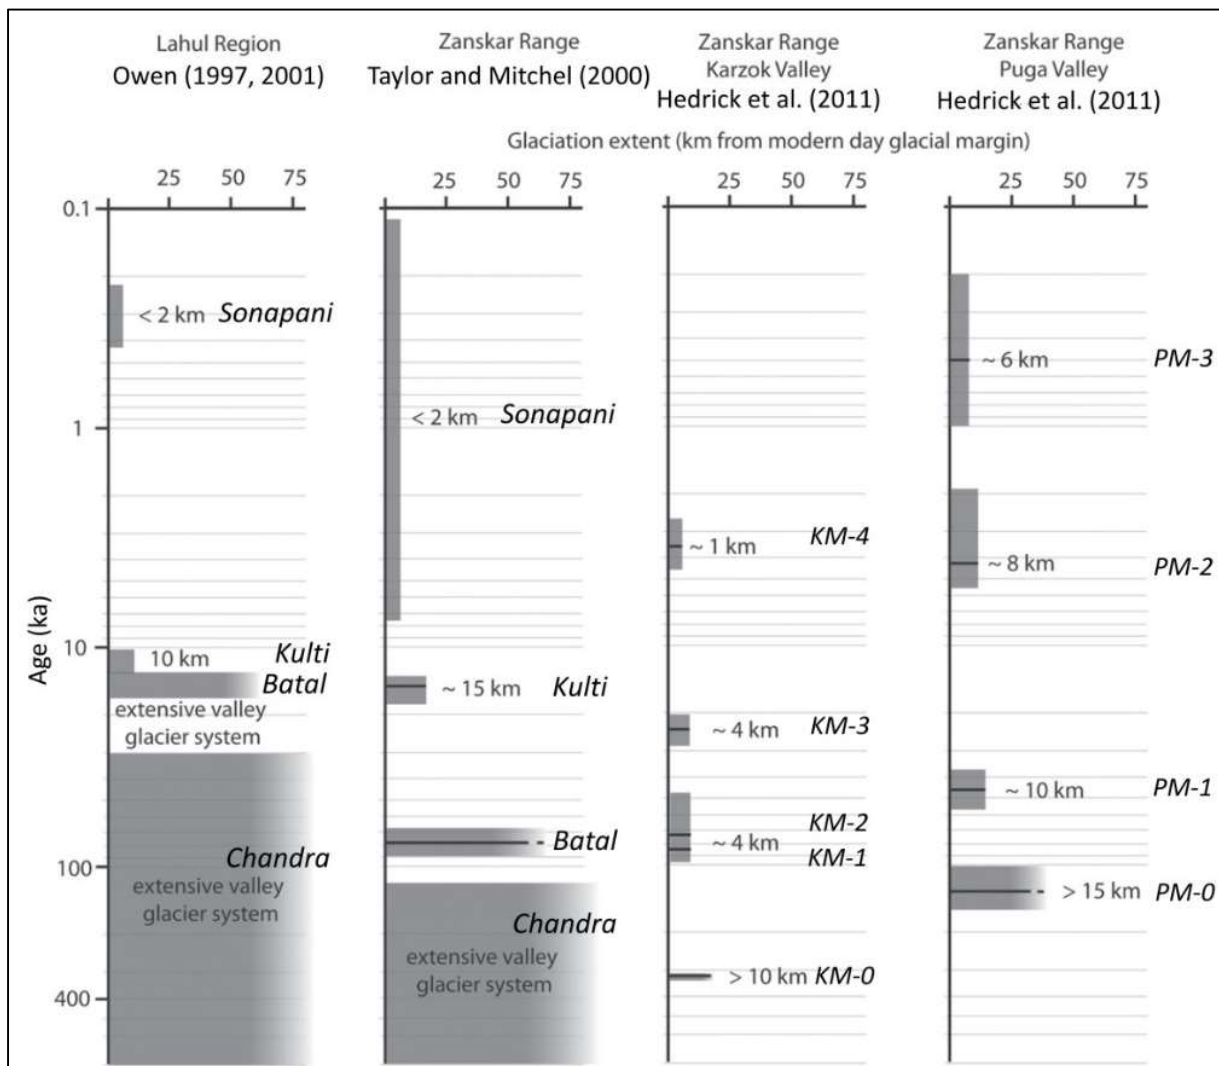 Lahul Region
Owen (1997, 2001)
Zanskar Range
Taylor and Mitchel (2000)
Zanskar Range
Karzok Valley
Hedrick et al. (2011)
Zanskar Range
Puga Valley
Hedrick et al. (2011)
Glaciation extent (km from modern day glacial margin)
25 50 75
25 50 75
25 50 75
25 50 75
Age (ka)
0.1
1
10
100
400
< 2 km Sonapani
10 km Kulti
Batal
extensive valley
glacier system
Chandra
extensive valley
glacier system
< 2 km Sonapani
~ 15 km Kulti
Batal
Chandra
extensive valley
glacier system
~ 1 km KM-4
~ 4 km KM-3
KM-2
~ 4 km
KM-1
> 10 km KM-0
~ 6 km PM-3
~ 8 km PM-2
~ 10 km PM-1
> 15 km PM-0